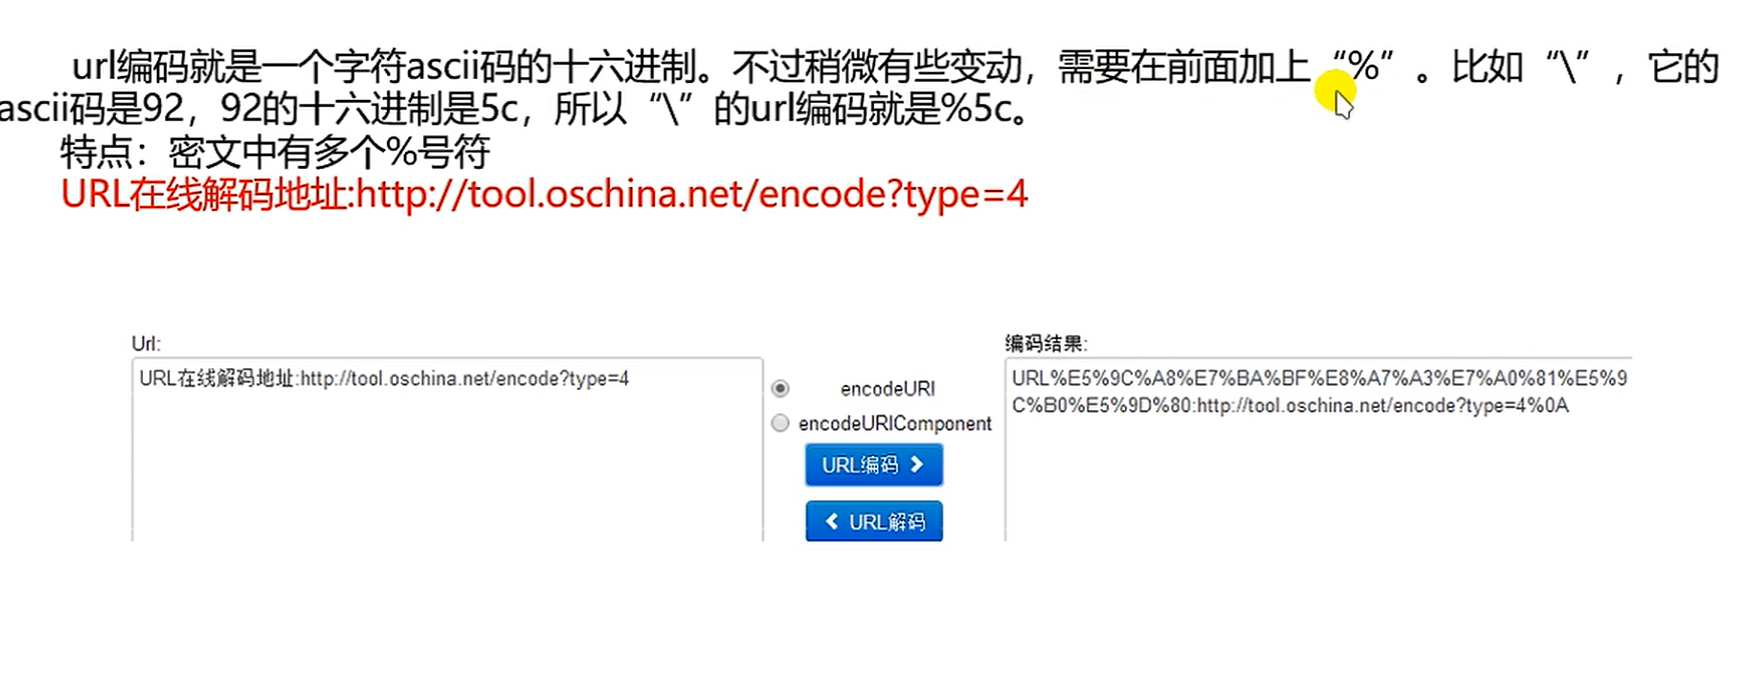 url编码就是一个字符ascii码的十六进制。不过稍微有些变动，需要在前面加上“%”。比如“\”，它的
ascii码是92，92的十六进制是5c，所以“\”的url编码就是%5c。
特点：密文中有多个%号符
URL在线解码地址:http://tool.oschina.net/encode?type=4
Url:
URL在线解码地址:http://tool.oschina.net/encode?type=4
encodeURI
encodeURIComponent
URL编码
URL解码
编码结果:
URL%E5%9C%A8%E7%BA%BF%E8%A7%A3%E7%A0%81%E5%9
C%B0%E5%9D%80:http://tool.oschina.net/encode?type=4%0A